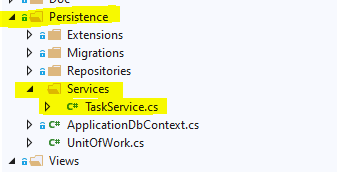 Doc
Persistence
Extensions
Migrations
Repositories
Services
C# TaskService.cs
C# ApplicationDbContext.cs
C# UnitOfWork.cs
Views